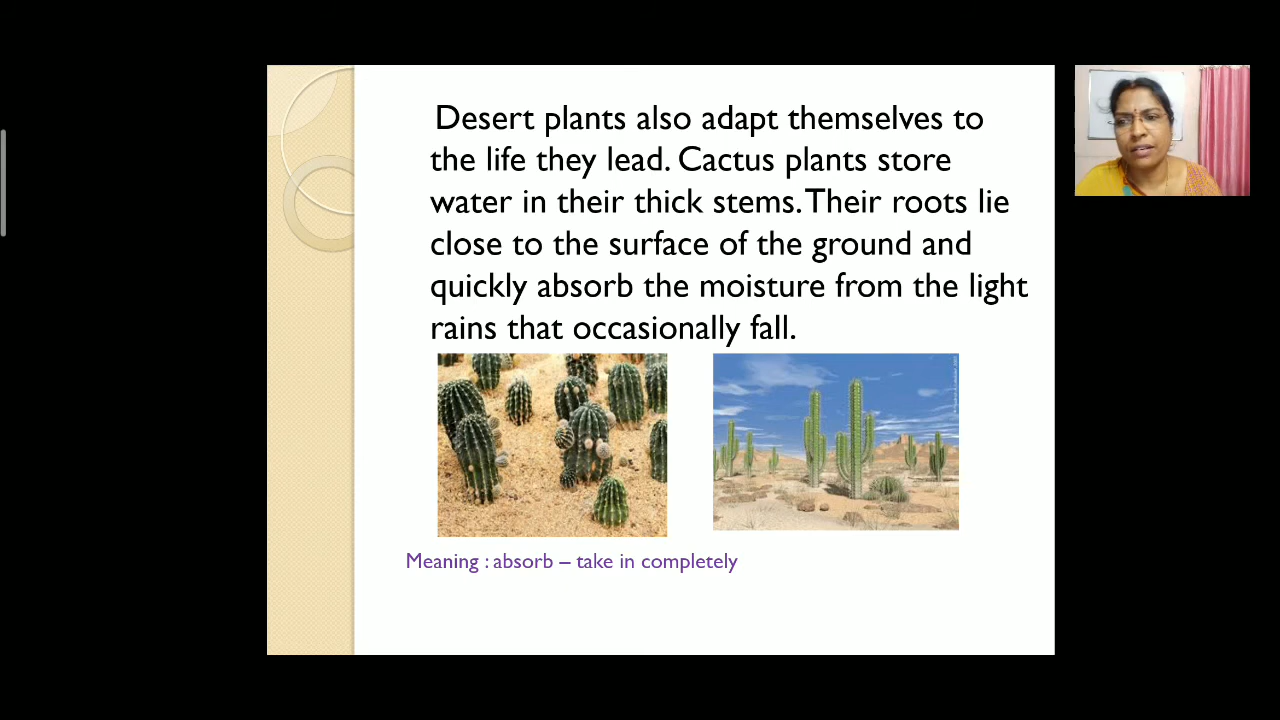 Desert plants also adapt themselves to
the life they lead. Cactus plants store
water in their thick stems. Their roots lie
close to the surface of the ground and
quickly absorb the moisture from the light
rains that occasionally fall.
Meaning : absorb – take in completely